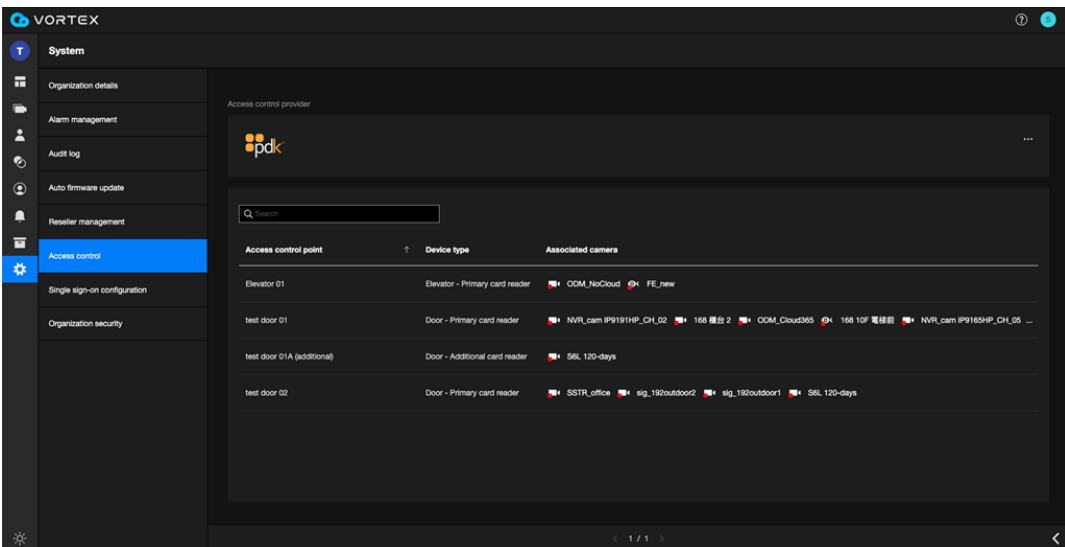 VORTEX
?
S
T
System
Organization details
Alarm management
Audit log
Auto firmware update
Reseller management
Access control
Single sign-on configuration
Organization security
Access control provider
pdk
...
Search
Access control point ↑ Device type Associated camera
Elevator 01 Elevator - Primary card reader ODM_NoCloud FE_new
test door 01 Door - Primary card reader NVR_cam IP9191HP_CH_02 168 櫃台 2 ODM_Cloud365 168 10F 電梯前 NVR_cam IP9165HP_CH_05 ...
test door 01A (additional) Door - Additional card reader S6L 120-days
test door 02 Door - Primary card reader SSTR_office sig_192outdoor2 sig_192outdoor1 S6L 120-days
< 1 / 1 >